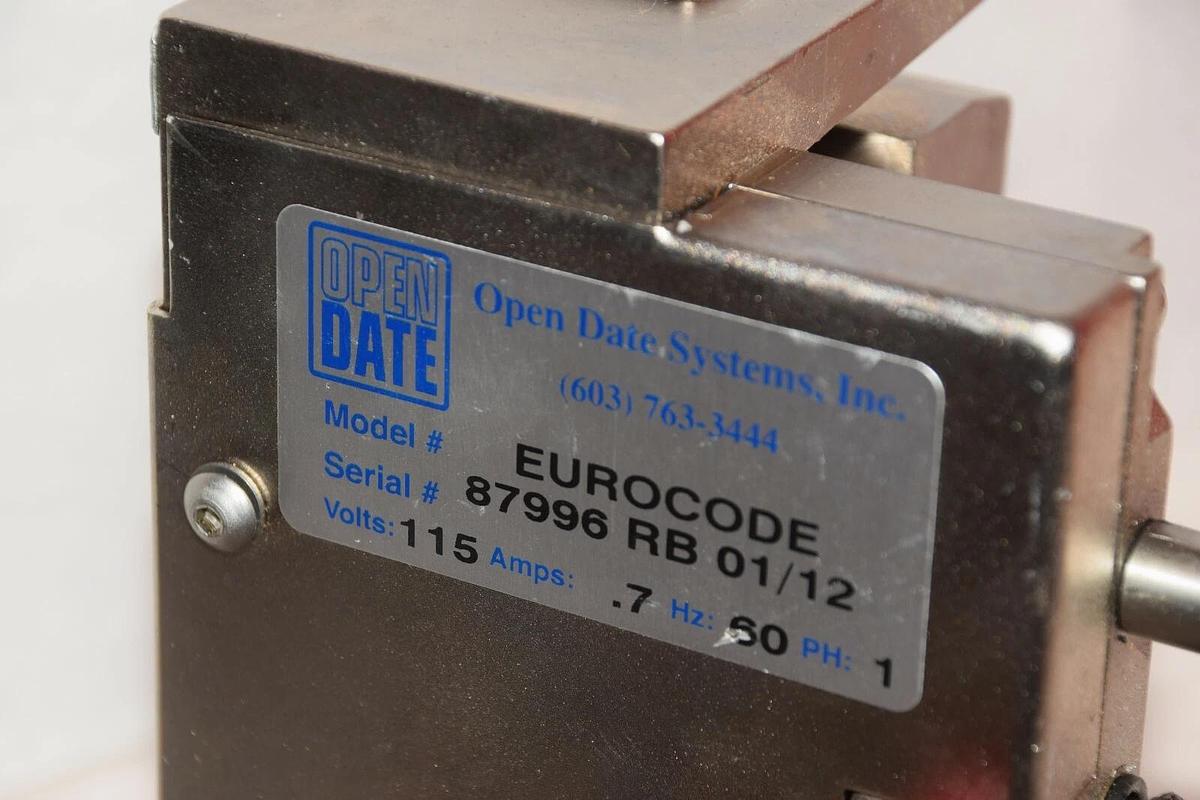 OPEN
DATE
Open Date Systems, Inc.
(603) 763-3444
Model # EUROCODE
Serial # 87996 RB 01/12
Volts: 115 Amps: .7 Hz: 60 PH: 1